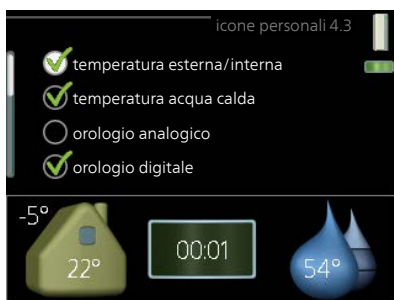 icone personali 4.3
temperatura esterna/interna
temperatura acqua calda
orologio analogico
orologio digitale
-5°
22°
00:01
54°